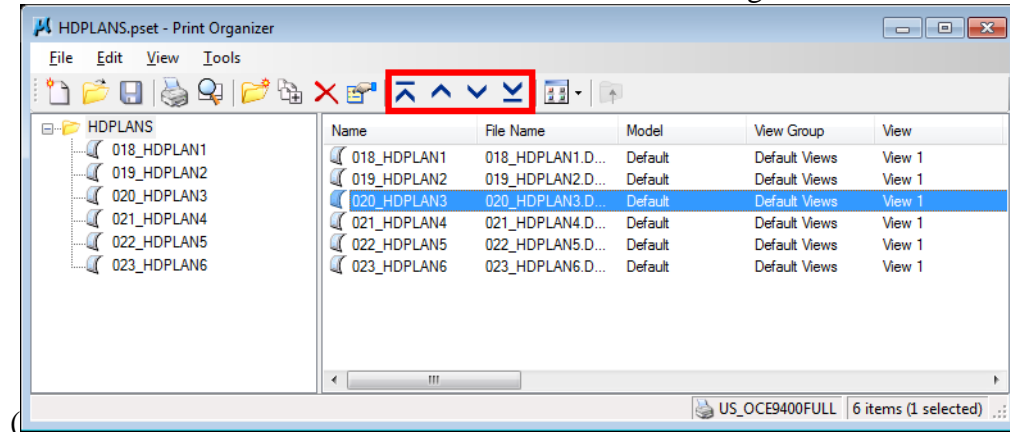 HDPLANS.pset - Print Organizer
File Edit View Tools
HDPLANS
018_HDPLAN1
019_HDPLAN2
020_HDPLAN3
021_HDPLAN4
022_HDPLAN5
023_HDPLAN6
Name File Name Model View Group View
018_HDPLAN1 018_HDPLAN1.D... Default Default Views View 1
019_HDPLAN2 019_HDPLAN2.D... Default Default Views View 1
020_HDPLAN3 020_HDPLAN3.D... Default Default Views View 1
021_HDPLAN4 021_HDPLAN4.D... Default Default Views View 1
022_HDPLAN5 022_HDPLAN5.D... Default Default Views View 1
023_HDPLAN6 023_HDPLAN6.D... Default Default Views View 1
US_OCE9400FULL 6 items (1 selected)
(